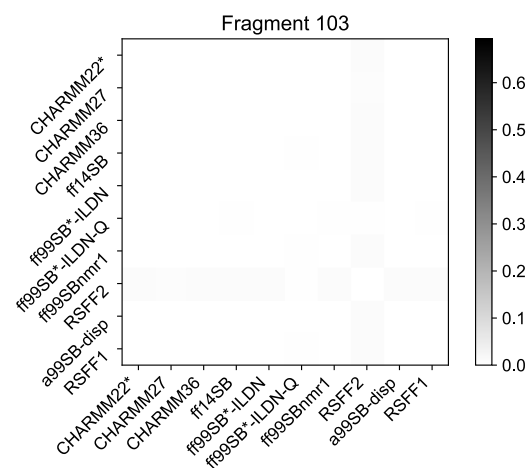 Fragment 103
CHARMM22*
CHARMM27
CHARMM36
ff14SB
ff99SB*-ILDN
ff99SB*-ILDN-Q
ff99SBnmr1
RSFF2
a99SB-disp
RSFF1
CHARMM22*
CHARMM27
CHARMM36
ff14SB
ff99SB*-ILDN
ff99SB*-ILDN-Q
ff99SBnmr1
RSFF2
a99SB-disp
RSFF1
0.6
0.5
0.4
0.3
0.2
0.1
0.0